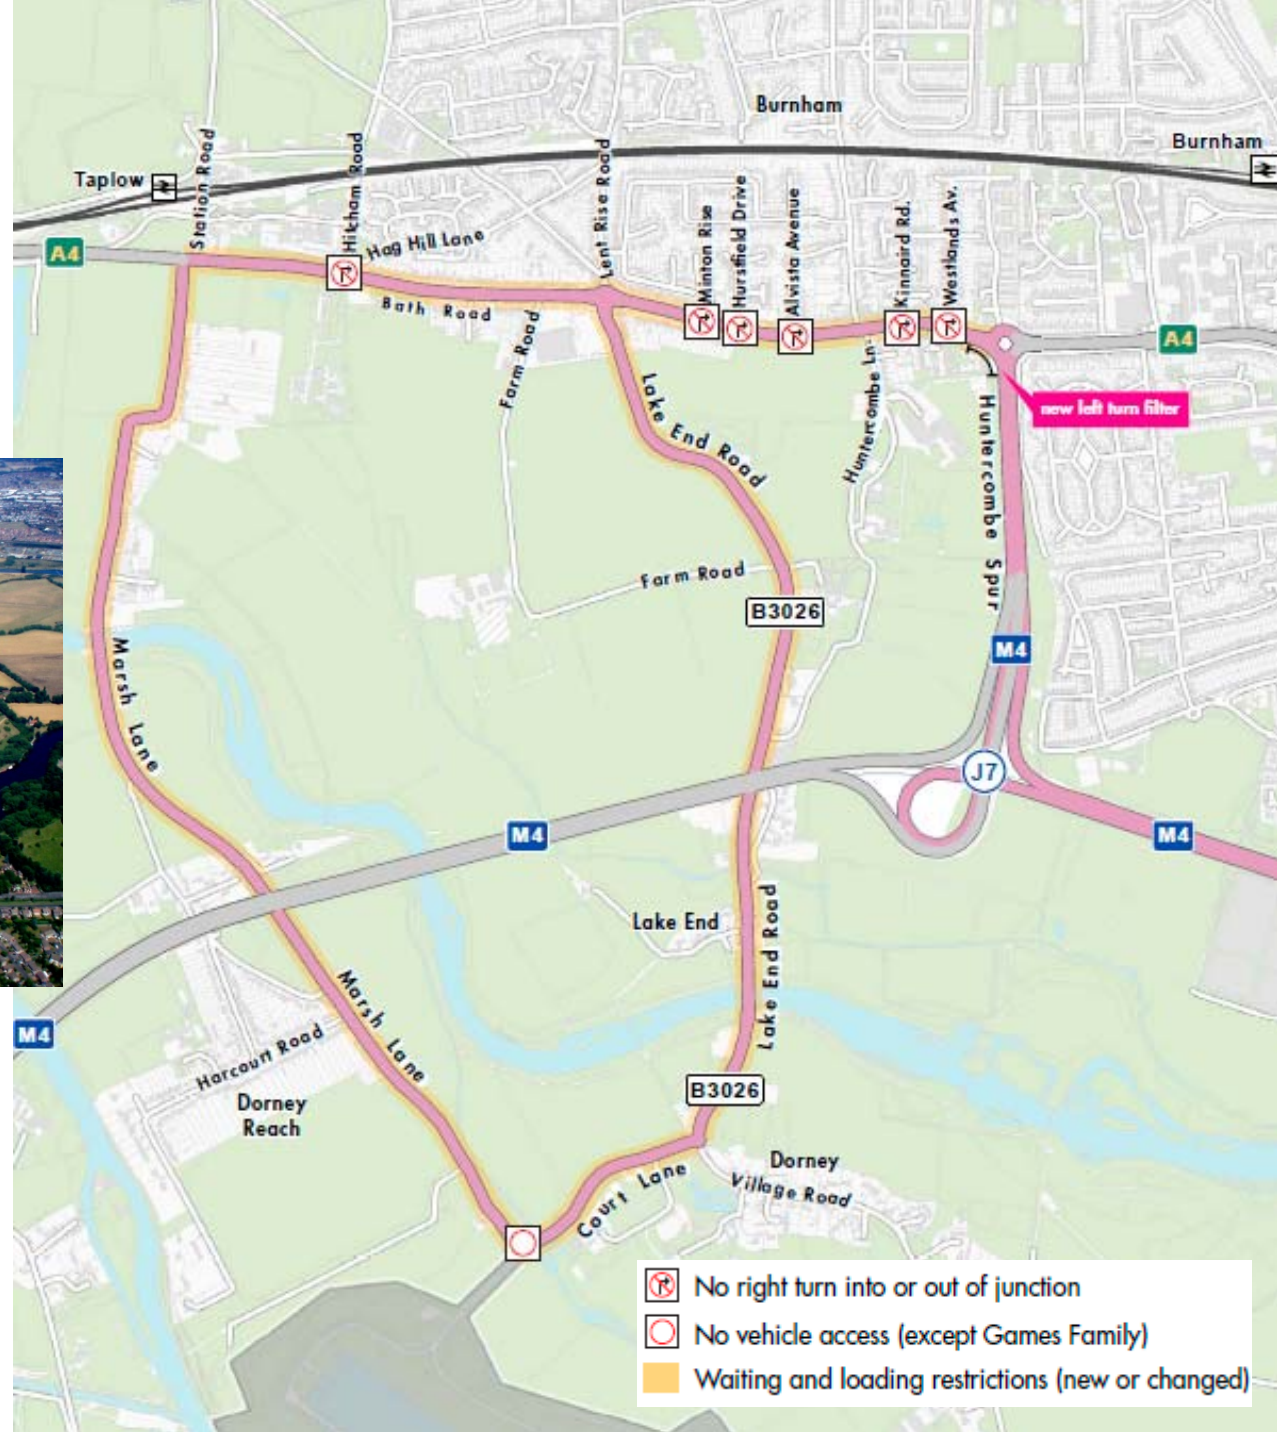 Burnham
Burnham
Taplow
Station Road
Hitcham Road
Lent Rise Road
Hag Hill Lane
Minton Rise
Hursfield Drive
Alvista Avenue
Kinnaird Rd.
Westlands Av.
A4
Bath Road
A4
Farm Road
Huntercombe Ln.
Lake End Road
new left turn filter
Huntercombe Spur
Farm Road
B3026
M4
Marsh Lane
J7
M4
M4
Lake End
Lake End Road
Marsh Lane
M4
Harcourt Road
B3026
Dorney
Reach
Dorney
Village Road
Court Lane
No right turn into or out of junction
No vehicle access (except Games Family)
Waiting and loading restrictions (new or changed)